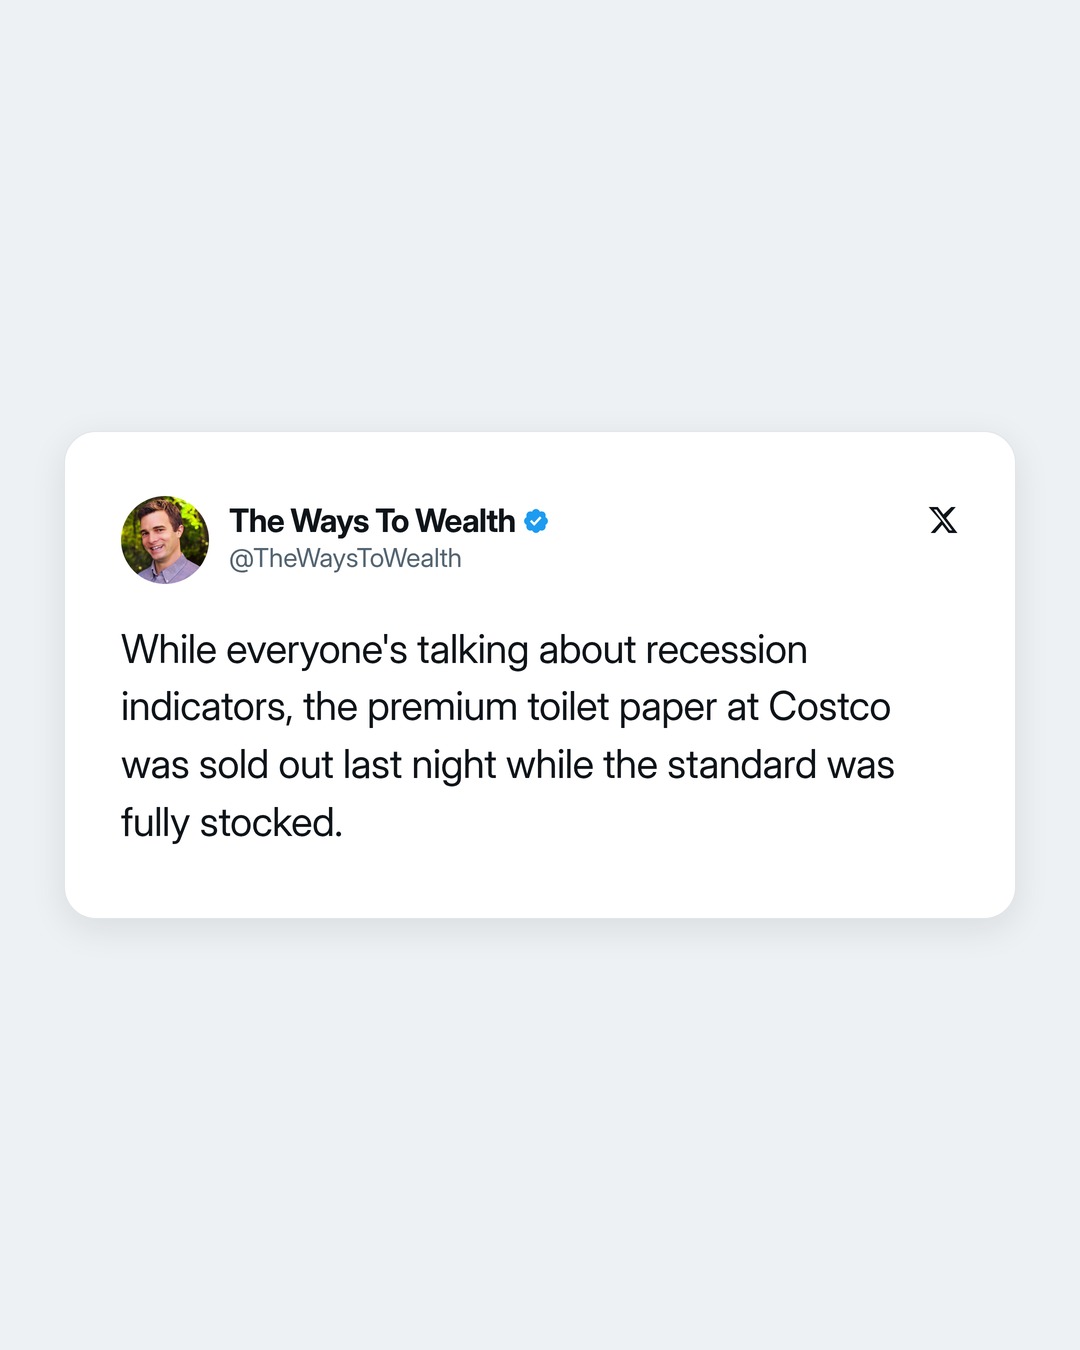 The Ways To Wealth
@TheWaysToWealth
While everyone's talking about recession
indicators, the premium toilet paper at Costco
was sold out last night while the standard was
fully stocked.